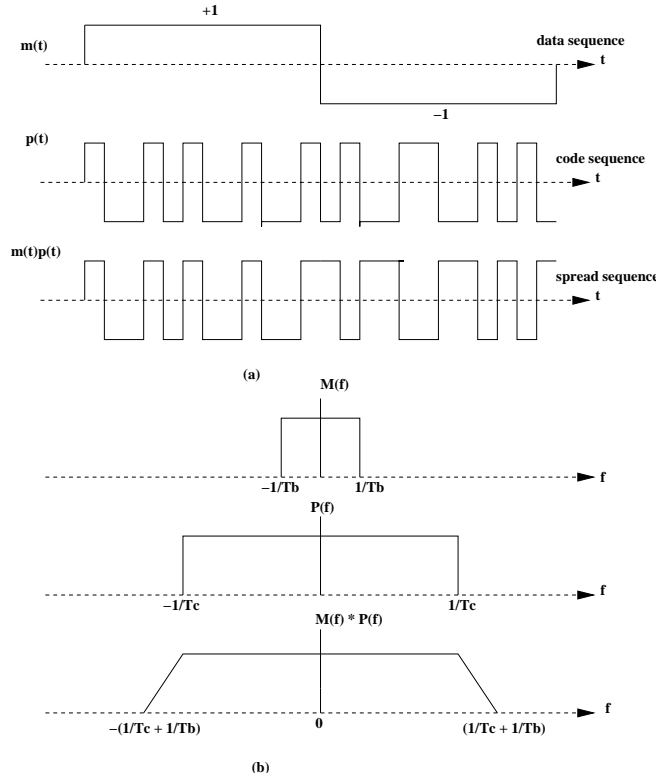 +1
m(t)
data sequence
t
−1
p(t)
code sequence
t
m(t)p(t)
spread sequence
t
(a)
M(f)
f
−1/Tb
1/Tb
P(f)
f
−1/Tc
1/Tc
M(f) * P(f)
f
−(1/Tc + 1/Tb)
0
(1/Tc + 1/Tb)
(b)